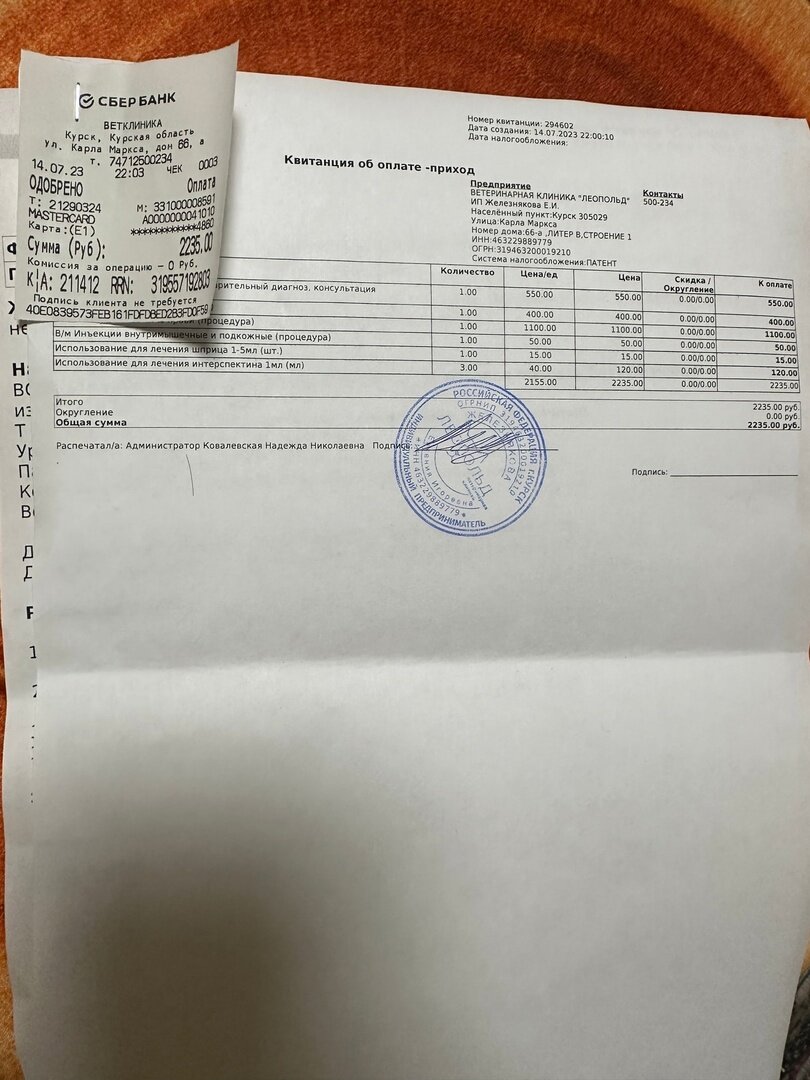 СБЕРБАНК
ВЕТКЛИНИКА
Курск, Курская область
ул. Карла Маркса, дом 66, а
т. 74712500234
14.07.23 22:03 ЧЕК 0003
ОДОБРЕНО Оплата
Т: 21290324 М: 331000008591
MASTERCARD A0000000041010
Карта:(E1) ************4860
Сумма (Руб): 2235.00
Комиссия за операцию – 0 Руб.
К/А: 211412 RRN: 319557192803
Подпись клиента не требуется
40E0839573FEB161FDFD8ED2B3FD0F59
Номер квитанции: 294602
Дата создания: 14.07.2023 22:00:10
Дата налогообложения:
Квитанция об оплате -приход
Предприятие Контакты
ВЕТЕРИНАРНАЯ КЛИНИКА "ЛЕОПОЛЬД" 500-234
ИП Железнякова Е.И.
Населённый пункт:Курск 305029
Улица:Карла Маркса
Номер дома:66-а ,ЛИТЕР В,СТРОЕНИЕ 1
ИНН:463229889779
ОГРН:319463200019210
Система налогообложения:ПАТЕНТ
Количество Цена/ед Цена Скидка / Округление К оплате
диагноз, консультация 1.00 550.00 550.00 0.00/0.00 550.00
1.00 400.00 400.00 0.00/0.00 400.00
(процедура) 1.00 1100.00 1100.00 0.00/0.00 1100.00
В/м Инъекции внутримышечные и подкожные (процедура) 1.00 50.00 50.00 0.00/0.00 50.00
Использование для лечения шприца 1-5мл (шт.) 1.00 15.00 15.00 0.00/0.00 15.00
Использование для лечения интерспектина 1мл (мл) 3.00 40.00 120.00 0.00/0.00 120.00
2155.00 2235.00 0.00/0.00 2235.00
Итого 2235.00 руб.
Округление 0.00 руб.
Общая сумма 2235.00 руб.
Распечатал/а: Администратор Ковалевская Надежда Николаевна Подпись:
Подпись:
РОССИЙСКАЯ ФЕДЕРАЦИЯ г.КУРСК
ИНДИВИДУАЛЬНЫЙ ПРЕДПРИНИМАТЕЛЬ
ИНН 463229889779
ЛЕОПОЛЬД
ветеринарная клиника